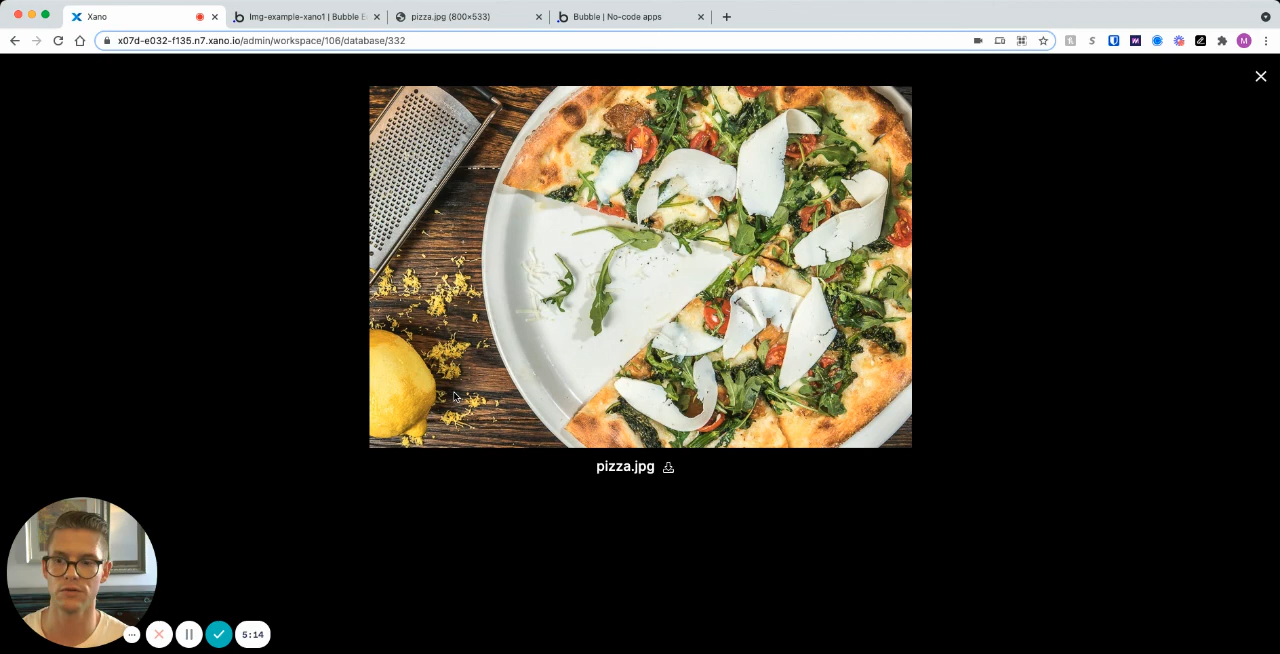 Xano
Img-example-xano1 | Bubble E
pizza.jpg (800×533)
Bubble | No-code apps
x07d-e032-f135.n7.xano.io/admin/workspace/106/database/332
M
pizza.jpg
5:14